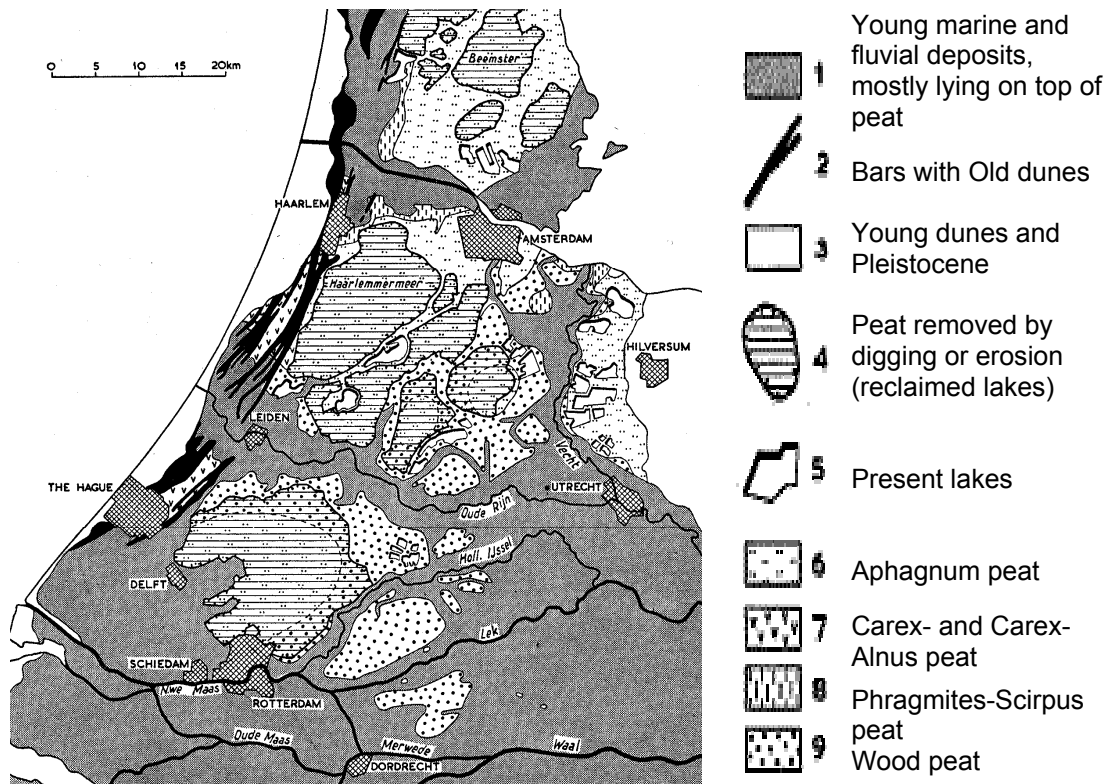 0 5 10 15 20km
Beemster
HAARLEM
AMSTERDAM
Haarlemmermeer
HILVERSUM
LEIDEN
Vecht
THE HAGUE
UTRECHT
Oude Rijn
Holl. IJssel
DELFT
Lek
SCHIEDAM
Nwe Maas
ROTTERDAM
Oude Maas
Merwede
Waal
DORDRECHT
1 Young marine and
fluvial deposits,
mostly lying on top of
peat
2 Bars with Old dunes
3 Young dunes and
Pleistocene
4 Peat removed by
digging or erosion
(reclaimed lakes)
5 Present lakes
6 Aphagnum peat
7 Carex- and Carex-
Alnus peat
8 Phragmites-Scirpus
peat
9 Wood peat